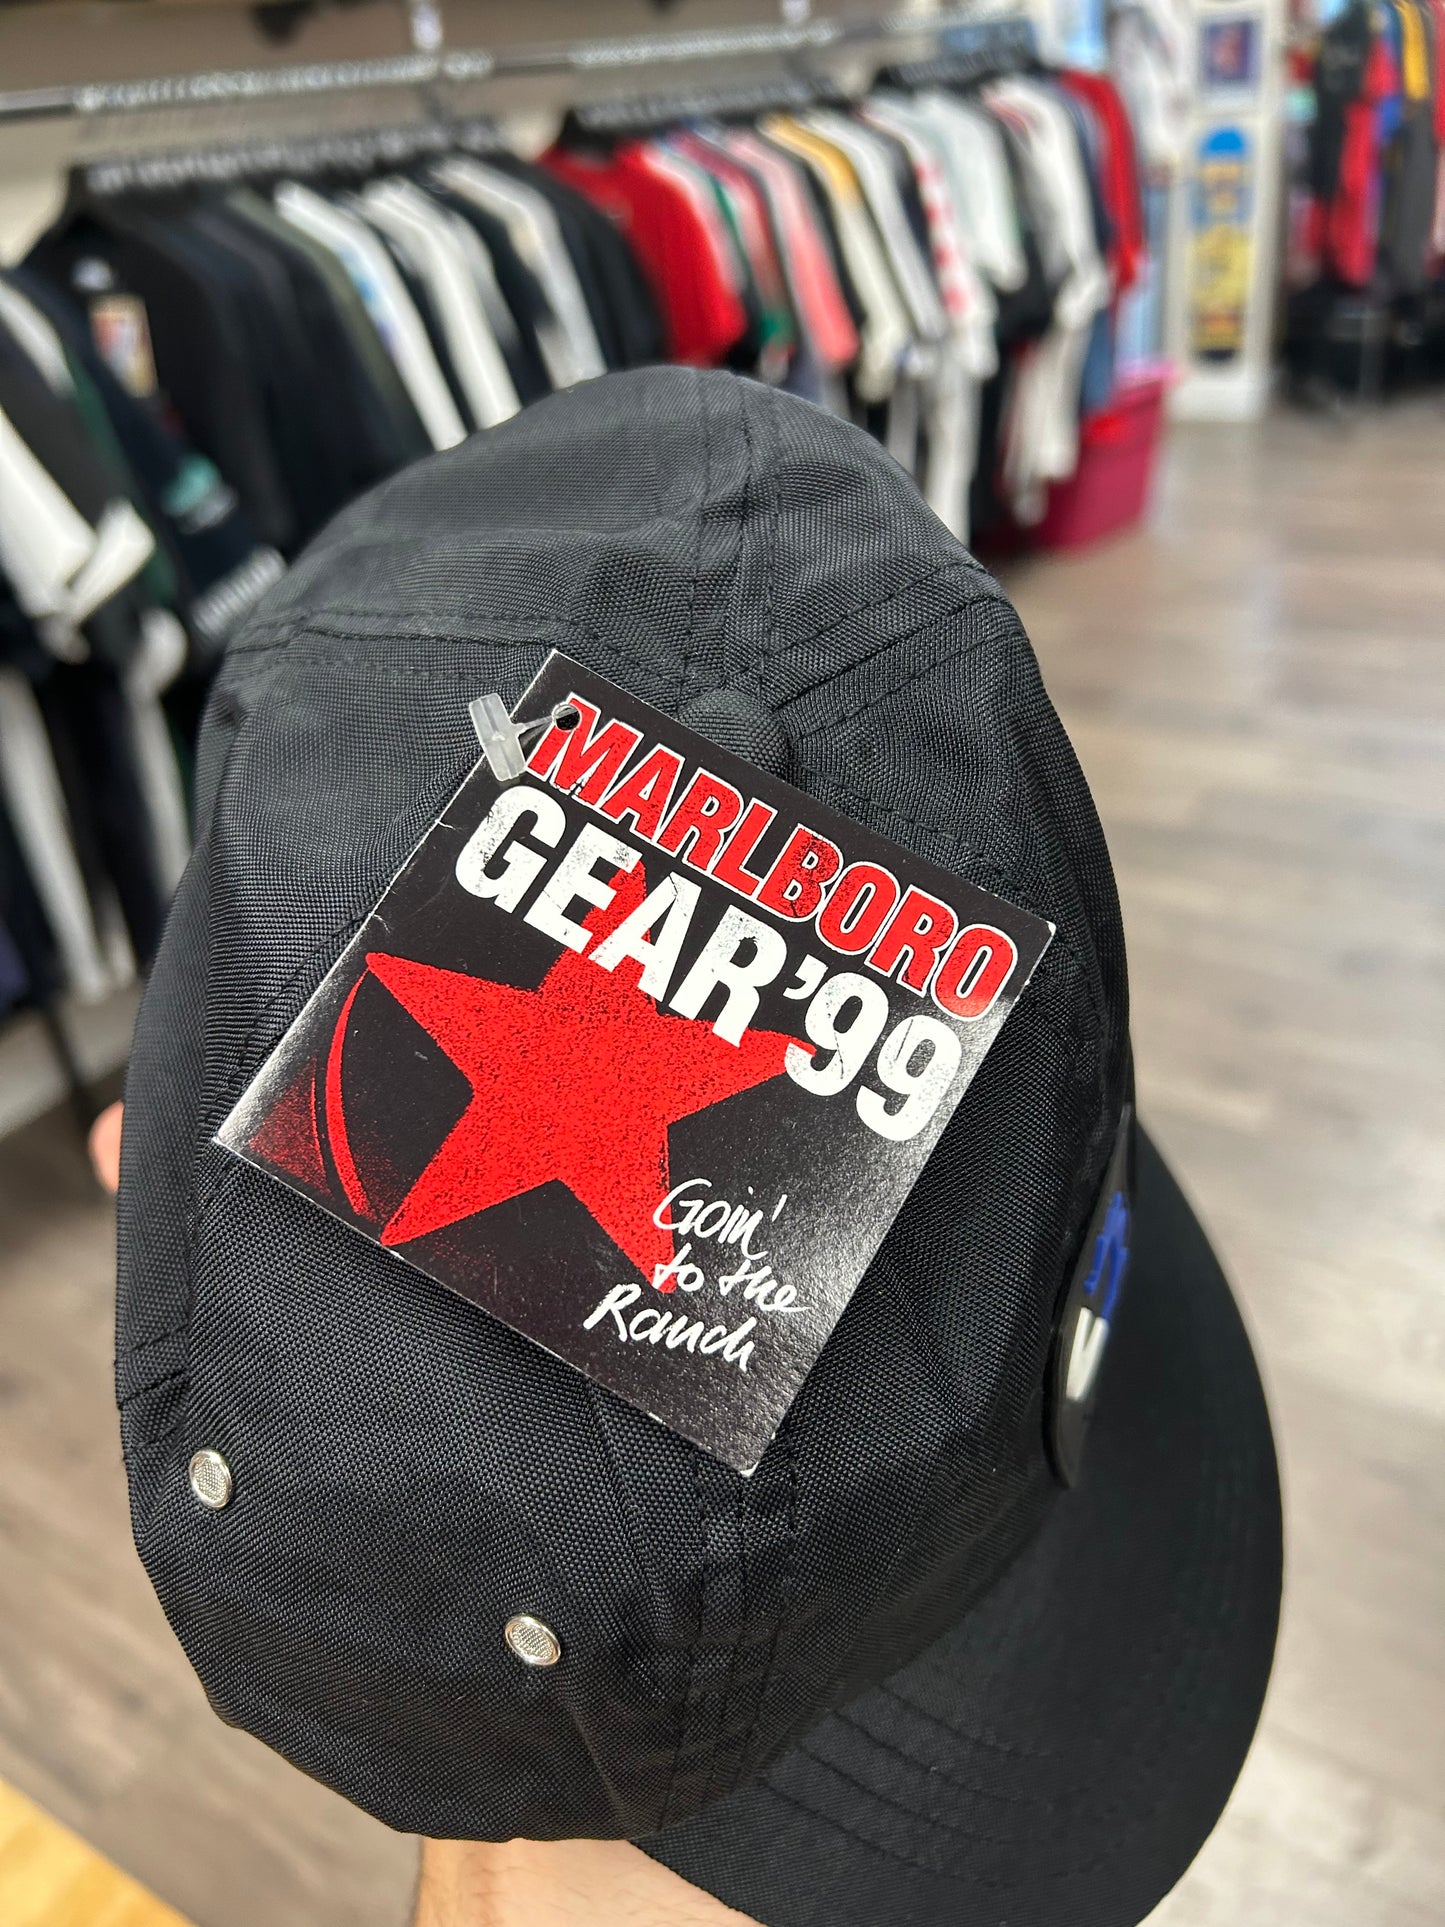 MARLBORO
GEAR '99
Goin'
to the
Ranch